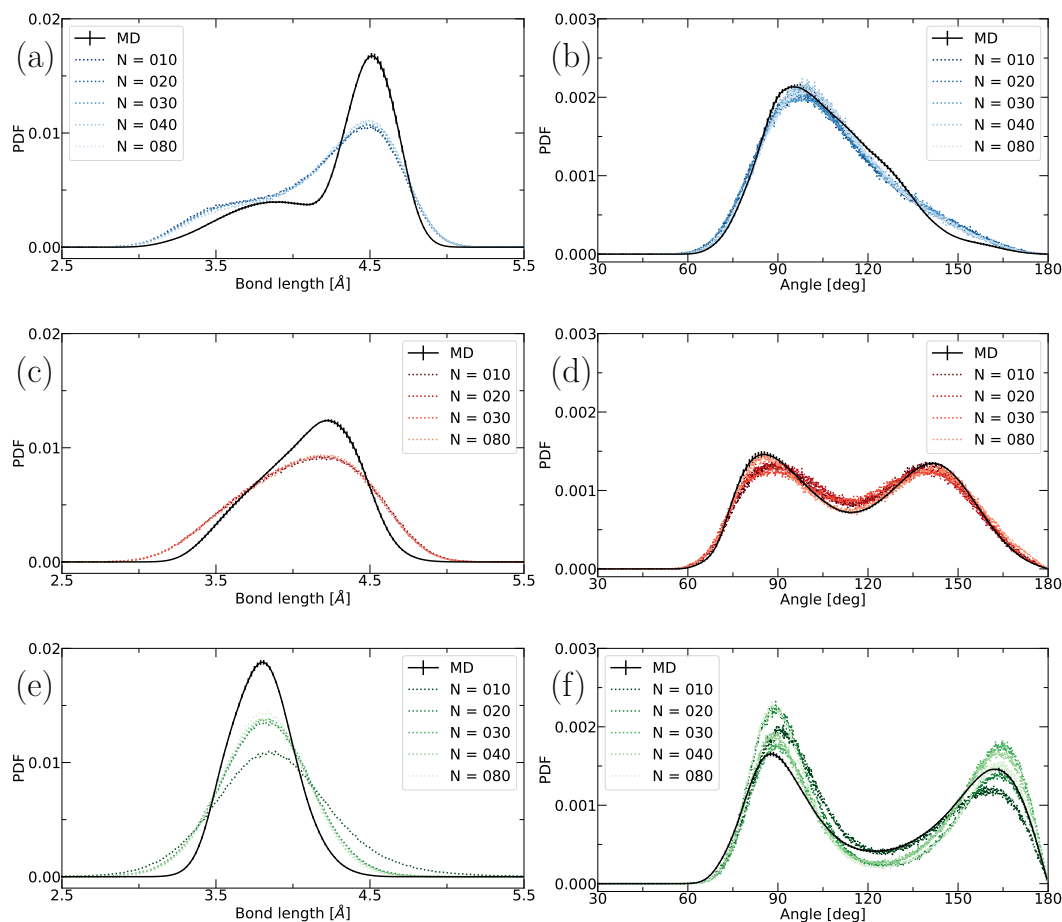 (a)
0.02
0.01
0.00
PDF
MD
N = 010
N = 020
N = 030
N = 040
N = 080
2.5 3.5 4.5 5.5
Bond length [Å]
(b)
0.003
0.002
0.001
0.000
PDF
MD
N = 010
N = 020
N = 030
N = 040
N = 080
30 60 90 120 150 180
Angle [deg]
(c)
0.02
0.01
0.00
PDF
MD
N = 010
N = 020
N = 030
N = 080
2.5 3.5 4.5 5.5
Bond length [Å]
(d)
0.003
0.002
0.001
0.000
PDF
MD
N = 010
N = 020
N = 030
N = 080
30 60 90 120 150 180
Angle [deg]
(e)
0.02
0.01
0.00
PDF
MD
N = 010
N = 020
N = 030
N = 040
N = 080
2.5 3.5 4.5 5.5
Bond length [Å]
(f)
0.003
0.002
0.001
0.000
PDF
MD
N = 010
N = 020
N = 030
N = 040
N = 080
30 60 90 120 150 180
Angle [deg]